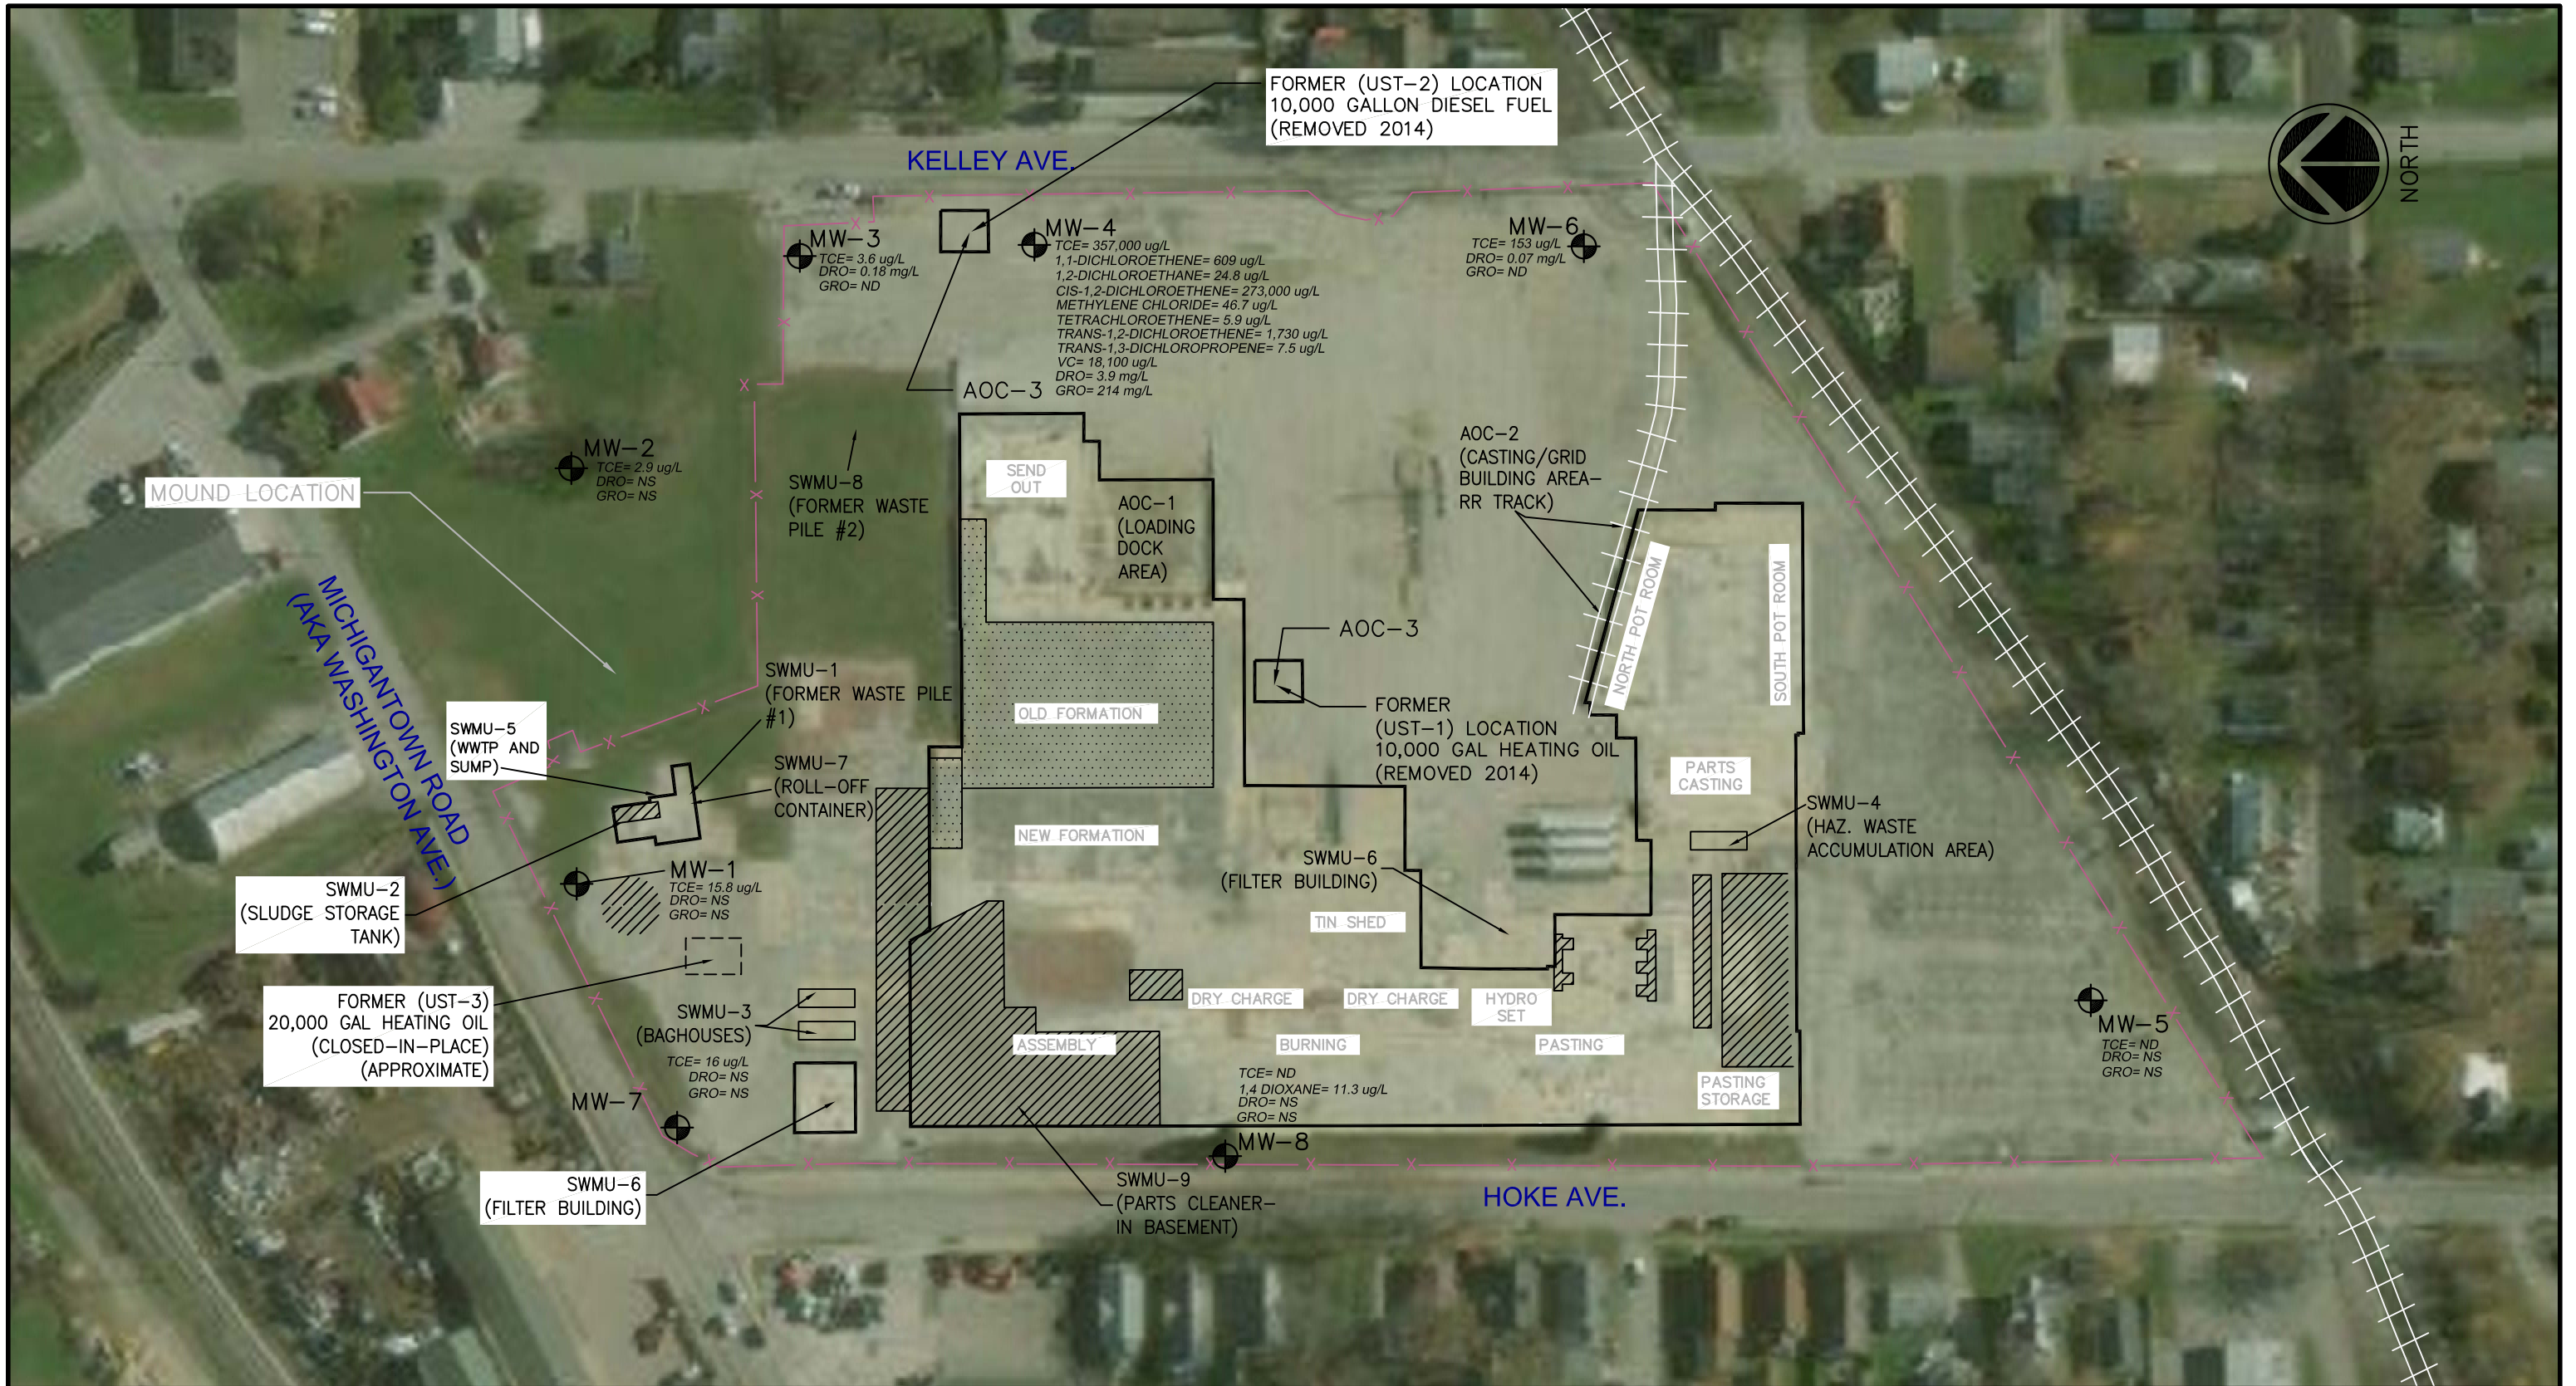 FORMER (UST-2) LOCATION
10,000 GALLON DIESEL FUEL
(REMOVED 2014)
NORTH
KELLEY AVE.
MW-3
TCE= 3.6 ug/L
DRO= 0.18 mg/L
GRO= ND
MW-4
TCE= 357,000 ug/L
1,1-DICHLOROETHENE= 609 ug/L
1,2-DICHLOROETHANE= 24.8 ug/L
CIS-1,2-DICHLOROETHENE= 273,000 ug/L
METHYLENE CHLORIDE= 46.7 ug/L
TETRACHLOROETHENE= 5.9 ug/L
TRANS-1,2-DICHLOROETHENE= 1,730 ug/L
TRANS-1,3-DICHLOROPROPENE= 7.5 ug/L
VC= 18,100 ug/L
DRO= 3.9 mg/L
GRO= 214 mg/L
MW-6
TCE= 153 ug/L
DRO= 0.07 mg/L
GRO= ND
AOC-3
MW-2
TCE= 2.9 ug/L
DRO= NS
GRO= NS
MOUND LOCATION
SWMU-8
(FORMER WASTE
PILE #2)
SEND
OUT
AOC-1
(LOADING
DOCK
AREA)
AOC-2
(CASTING/GRID
BUILDING AREA-
RR TRACK)
NORTH POT ROOM
SOUTH POT ROOM
MICHIGANTOWN ROAD
(AKA WASHINGTON AVE.)
AOC-3
SWMU-1
(FORMER WASTE PILE
#1)
OLD FORMATION
FORMER
(UST-1) LOCATION
10,000 GAL HEATING OIL
(REMOVED 2014)
SWMU-5
(WWTP AND
SUMP)
SWMU-7
(ROLL-OFF
CONTAINER)
PARTS
CASTING
SWMU-4
(HAZ. WASTE
ACCUMULATION AREA)
NEW FORMATION
SWMU-6
(FILTER BUILDING)
MW-1
TCE= 15.8 ug/L
DRO= NS
GRO= NS
SWMU-2
(SLUDGE STORAGE
TANK)
TIN SHED
FORMER (UST-3)
20,000 GAL HEATING OIL
(CLOSED-IN-PLACE)
(APPROXIMATE)
SWMU-3
(BAGHOUSES)
DRY CHARGE
DRY CHARGE
HYDRO
SET
ASSEMBLY
BURNING
PASTING
MW-5
TCE= ND
DRO= NS
GRO= NS
TCE= 16 ug/L
DRO= NS
GRO= NS
MW-7
TCE= ND
1,4 DIOXANE= 11.3 ug/L
DRO= NS
GRO= NS
MW-8
PASTING
STORAGE
SWMU-6
(FILTER BUILDING)
SWMU-9
(PARTS CLEANER-
IN BASEMENT)
HOKE AVE.